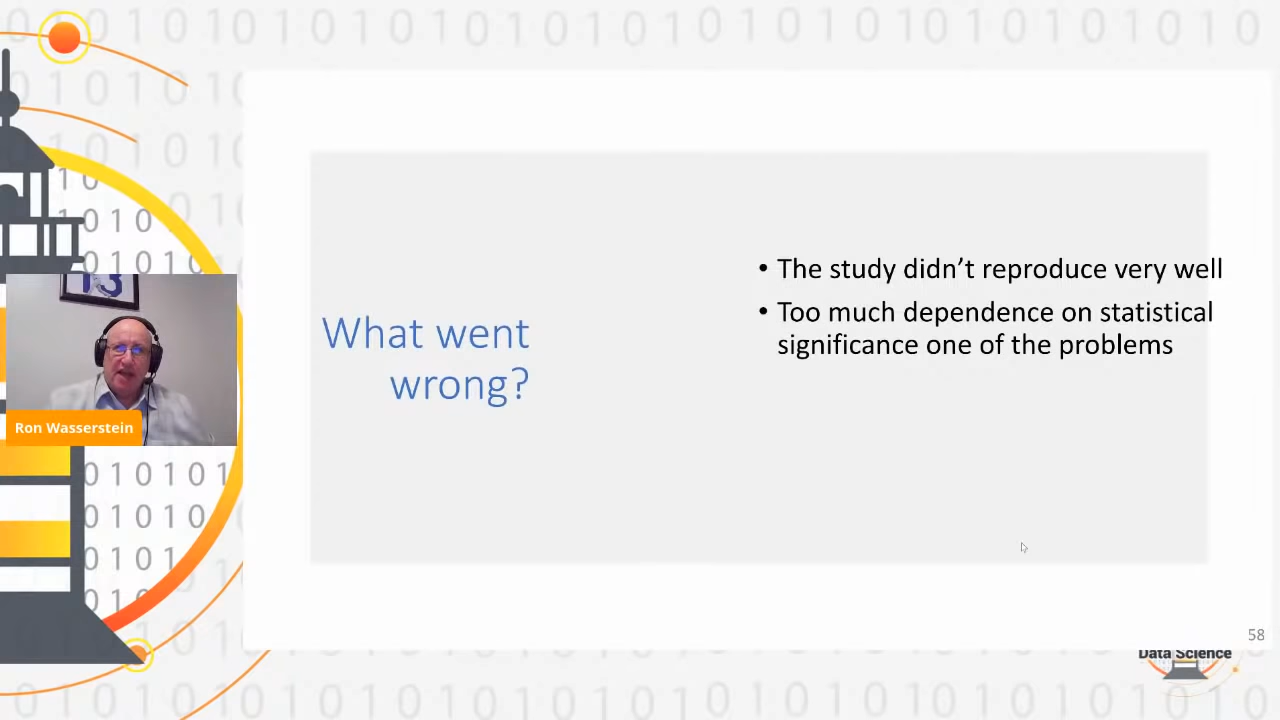 What went
wrong?
• The study didn’t reproduce very well
• Too much dependence on statistical
significance one of the problems
13
Ron Wasserstein
58
Data Science